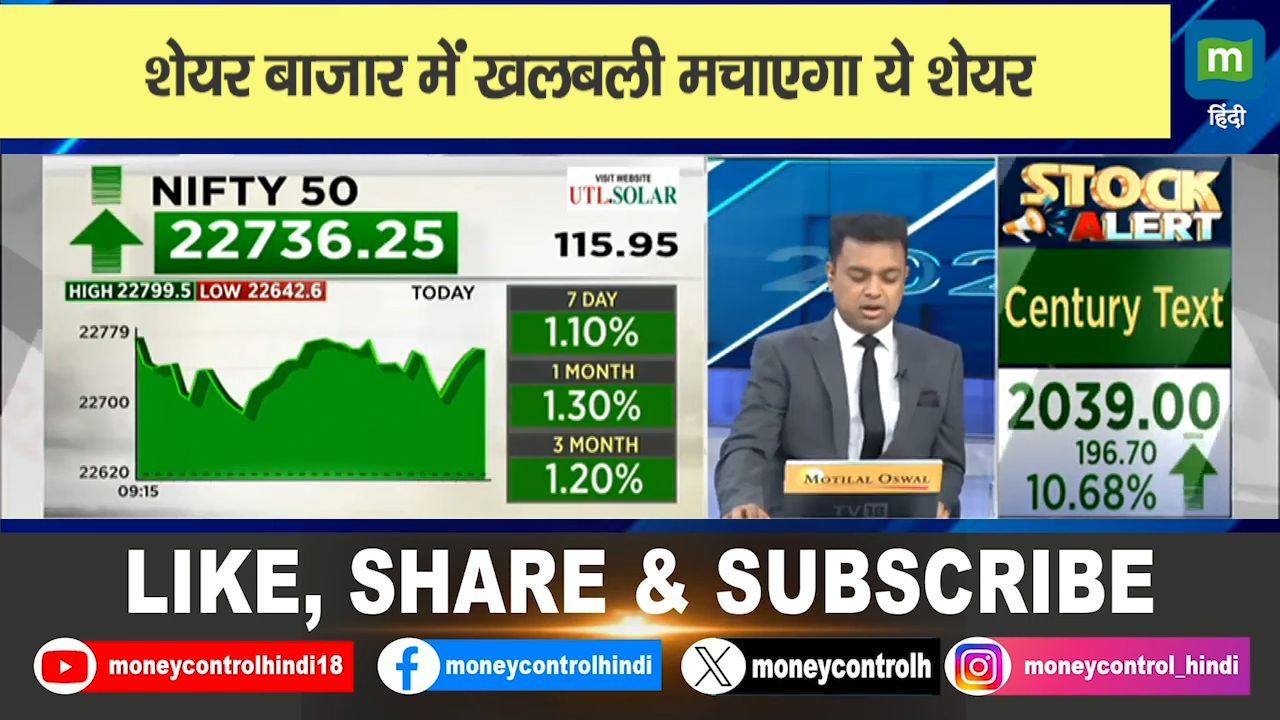 शेयर बाजार में खलबली मचाएगा ये शेयर
m
हिंदी
NIFTY 50
22736.25
VISIT WEBSITE
UTL SOLAR
115.95
HIGH 22799.5 LOW 22642.6
TODAY
22779
22700
22620
09:15
7 DAY
1.10%
1 MONTH
1.30%
3 MONTH
1.20%
202
MOTILAL OSWAL
TV18
STOCK
ALERT
Century Text
2039.00
196.70
10.68%
LIKE, SHARE & SUBSCRIBE
moneycontrolhindi18
moneycontrolhindi
moneycontrolh
moneycontrol_hindi